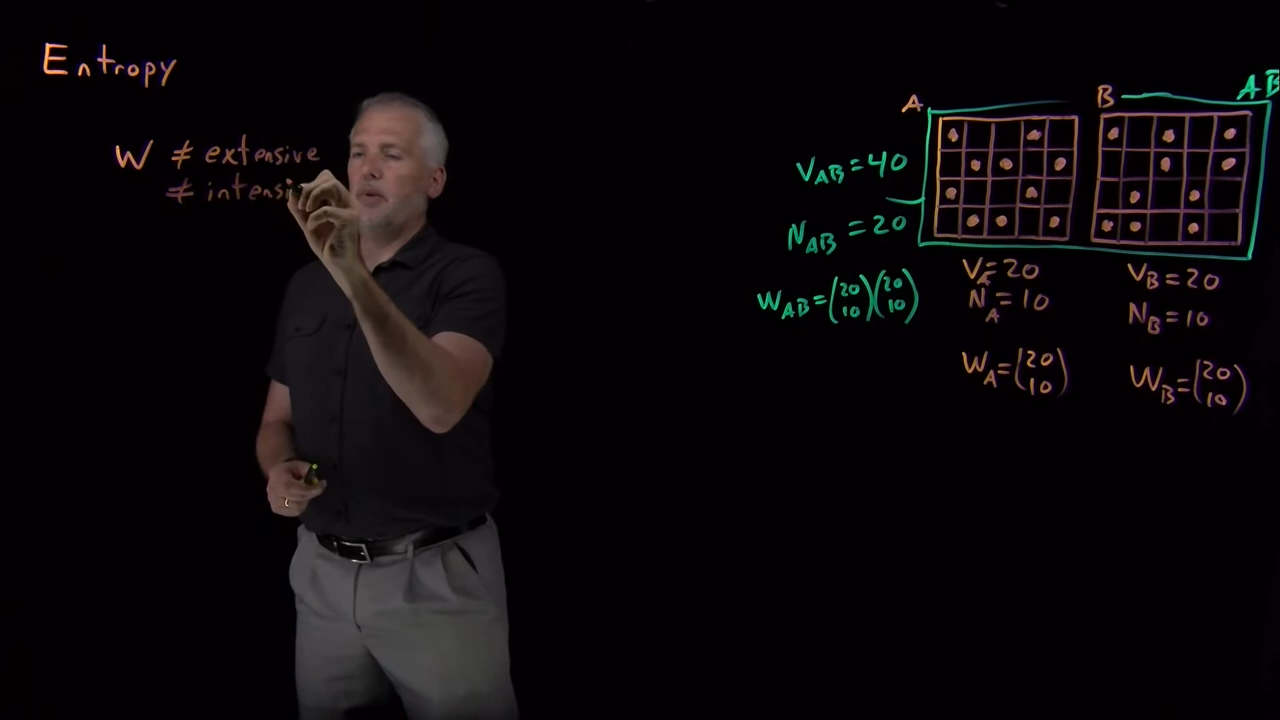 Entropy
W ≠ extensive
≠ intensi
A B AB
V_AB = 40
N_AB = 20
W_AB = (20 10)(20 10)
V_A = 20
N_A = 10
W_A = (20 10)
V_B = 20
N_B = 10
W_B = (20 10)